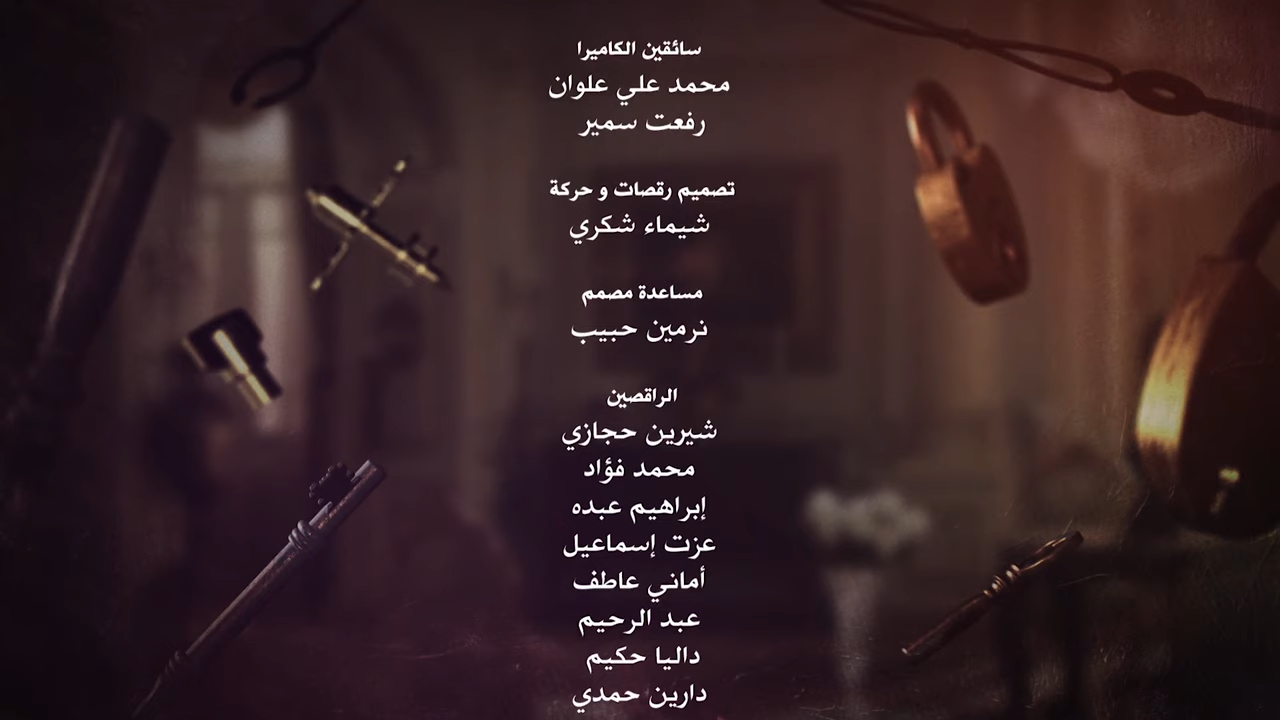 سائقين الكاميرا
محمد علي علوان
رفعت سمير
تصميم رقصات و حركة
شيماء شكري
مساعدة مصمم
نرمين حبيب
الراقصين
شيرين حجازي
محمد فؤاد
إبراهيم عبده
عزت إسماعيل
أماني عاطف
عبد الرحيم
داليا حكيم
دارين حمدي